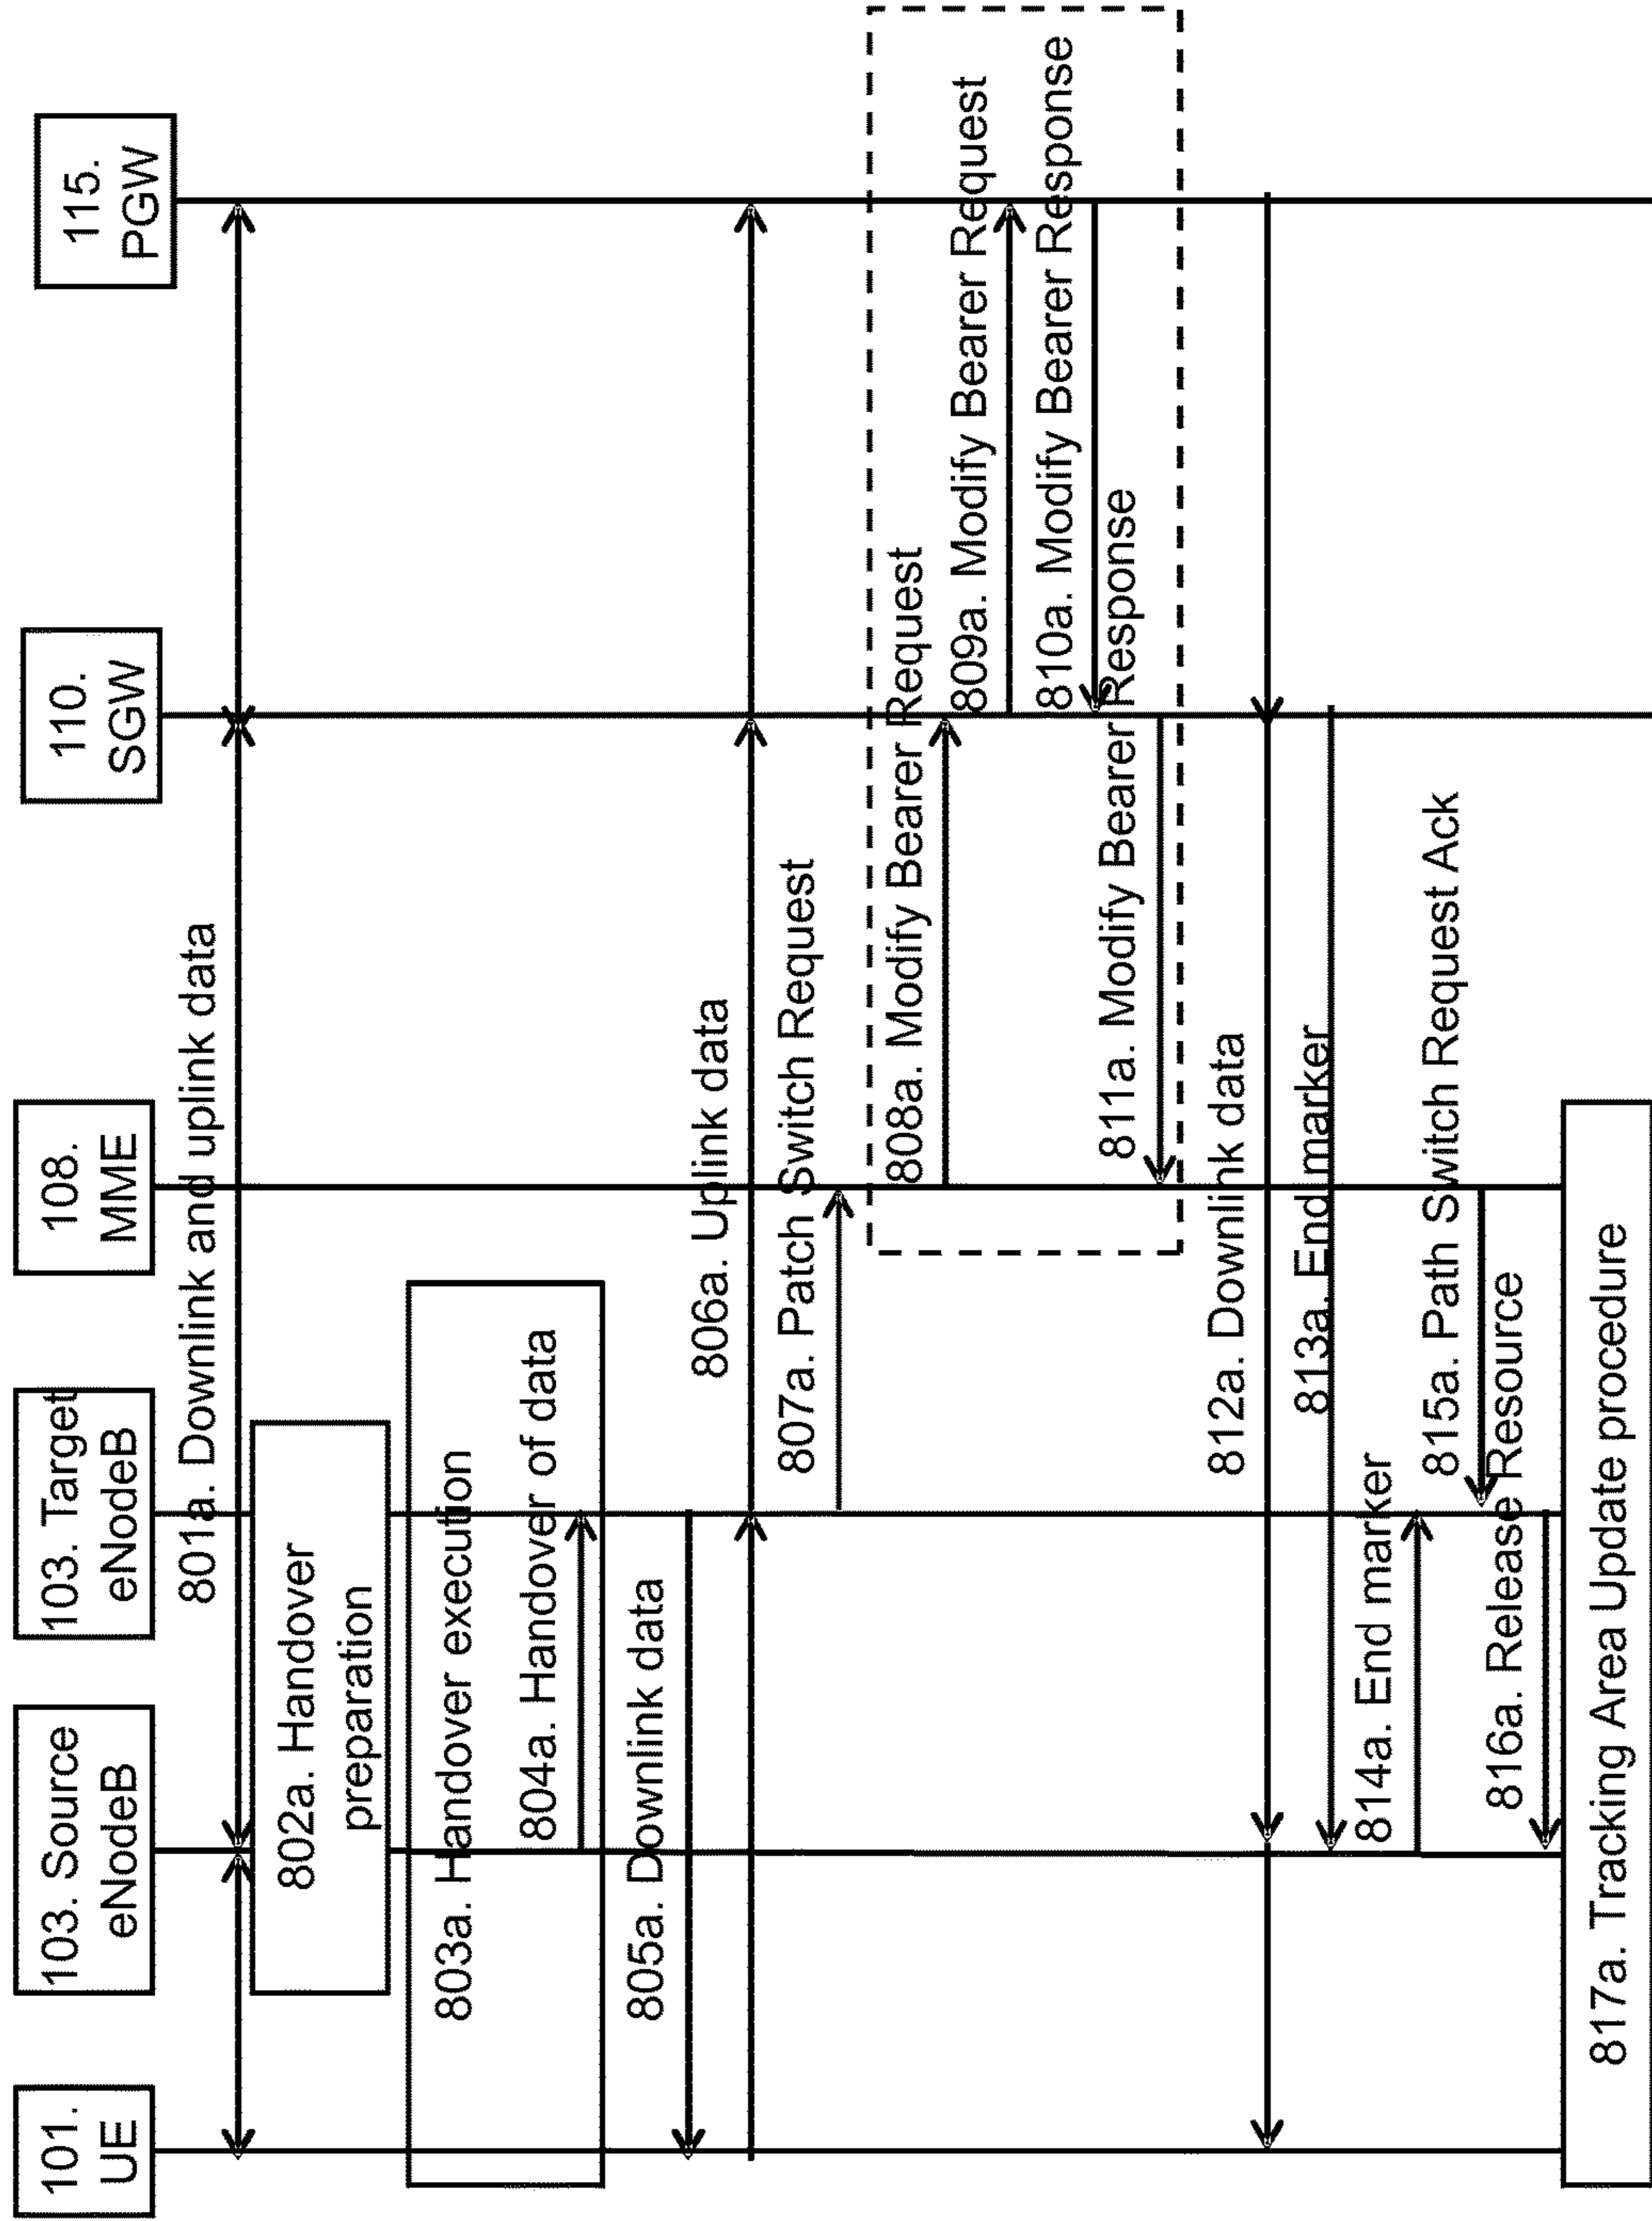 101.
UE
103. Source
eNodeB
103. Target
eNodeB
108.
MME
110.
SGW
115.
PGW
801a. Downlink and uplink data
802a. Handover
preparation
803a. Handover execution
804a. Handover of data
805a. Downlink data
806a. Uplink data
807a. Patch Switch Request
808a. Modify Bearer Request
809a. Modify Bearer Request
810a. Modify Bearer Response
811a. Modify Bearer Response
812a. Downlink data
813a. End marker
814a. End marker
815a. Path Switch Request Ack
816a. Release Resource
817a. Tracking Area Update procedure